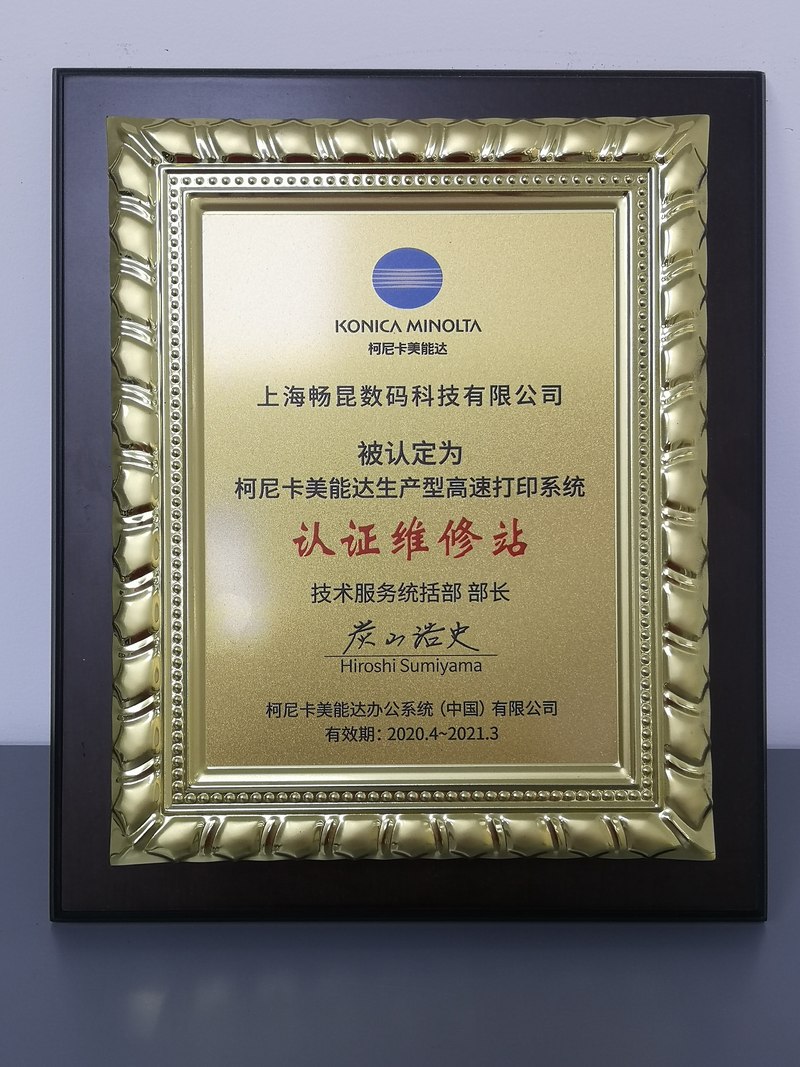 KONICA MINOLTA
柯尼卡美能达
上海畅昆数码科技有限公司
被认定为
柯尼卡美能达生产型高速打印系统
认证维修站
技术服务统括部 部长
炭山浩史
Hiroshi Sumiyama
柯尼卡美能达办公系统（中国）有限公司
有效期：2020.4~2021.3